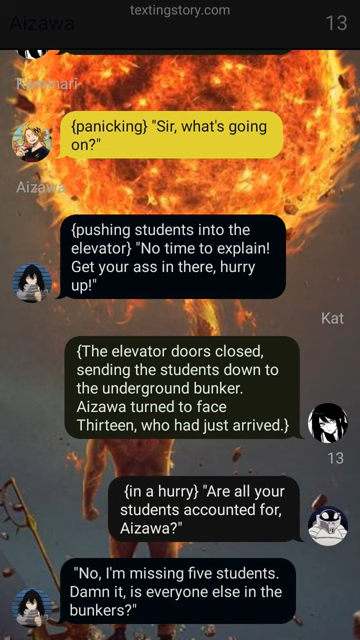 textingstory.com
Aizawa
13
Kaminari
{panicking} "Sir, what's going
on?"
Aizawa
{pushing students into the
elevator} "No time to explain!
Get your ass in there, hurry
up!"
Kat
{The elevator doors closed,
sending the students down to
the underground bunker.
Aizawa turned to face
Thirteen, who had just arrived.}
13
{in a hurry} "Are all your
students accounted for,
Aizawa?"
"No, I'm missing five students.
Damn it, is everyone else in the
bunkers?"